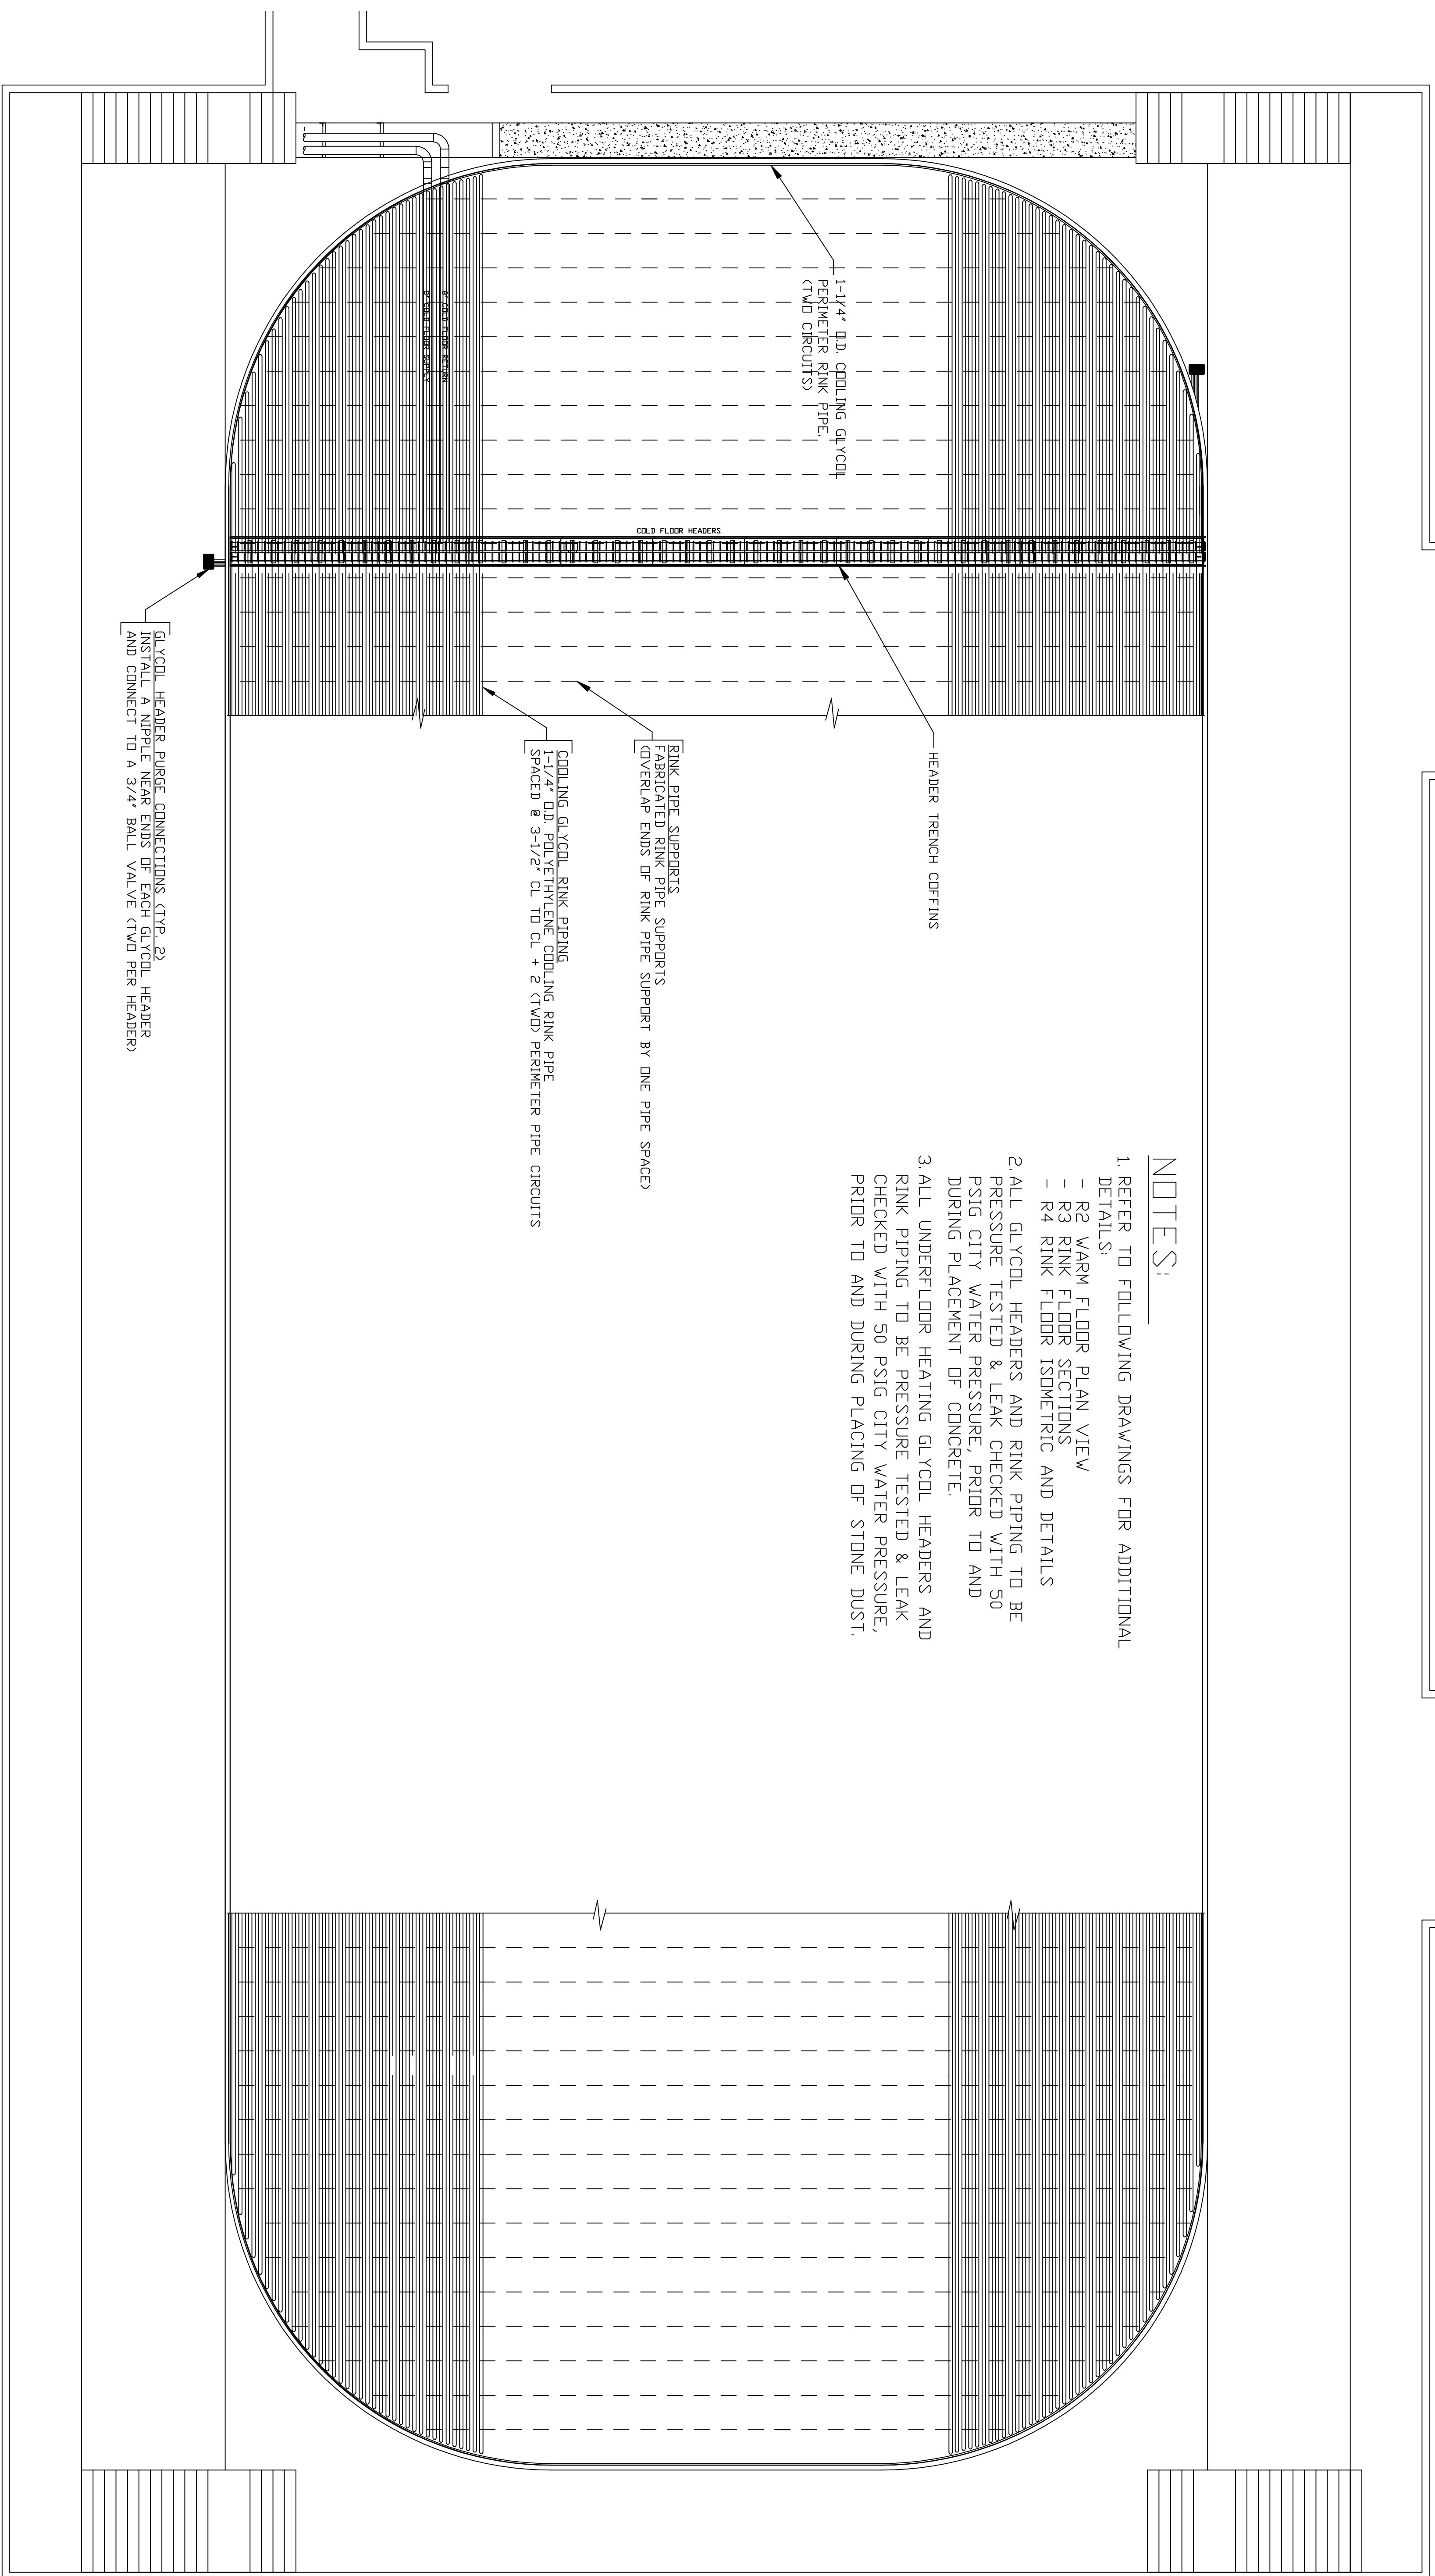 NOTES:
1. REFER TO FOLLOWING DRAWINGS FOR ADDITIONAL
DETAILS:
- R2 WARM FLOOR PLAN VIEW
- R3 RINK FLOOR SECTIONS
- R4 RINK FLOOR ISOMETRIC AND DETAILS
2. ALL GLYCOL HEADERS AND RINK PIPING TO BE
PRESSURE TESTED & LEAK CHECKED WITH 50
PSIG CITY WATER PRESSURE, PRIOR TO AND
DURING PLACEMENT OF CONCRETE.
3. ALL UNDERFLOOR HEATING GLYCOL HEADERS AND
RINK PIPING TO BE PRESSURE TESTED & LEAK
CHECKED WITH 50 PSIG CITY WATER PRESSURE,
PRIOR TO AND DURING PLACING OF STONE DUST.
1-1/4" O.D. COOLING GLYCOL
PERIMETER RINK PIPE.
(TWO CIRCUITS)
HEADER TRENCH COFFINS
COLD FLOOR HEADERS
RINK PIPE SUPPORTS
FABRICATED RINK PIPE SUPPORTS
(OVERLAP ENDS OF RINK PIPE SUPPORT BY ONE PIPE SPACE)
COOLING GLYCOL RINK PIPING
1-1/4" O.D. POLYETHYLENE COOLING RINK PIPE
SPACED @ 3-1/2" CL TO CL + 2 (TWO) PERIMETER PIPE CIRCUITS
8" COLD FLOOR RETURN
8" COLD FLOOR SUPPLY
GLYCOL HEADER PURGE CONNECTIONS (TYP. 2)
INSTALL A NIPPLE NEAR ENDS OF EACH GLYCOL HEADER
AND CONNECT TO A 3/4" BALL VALVE (TWO PER HEADER)